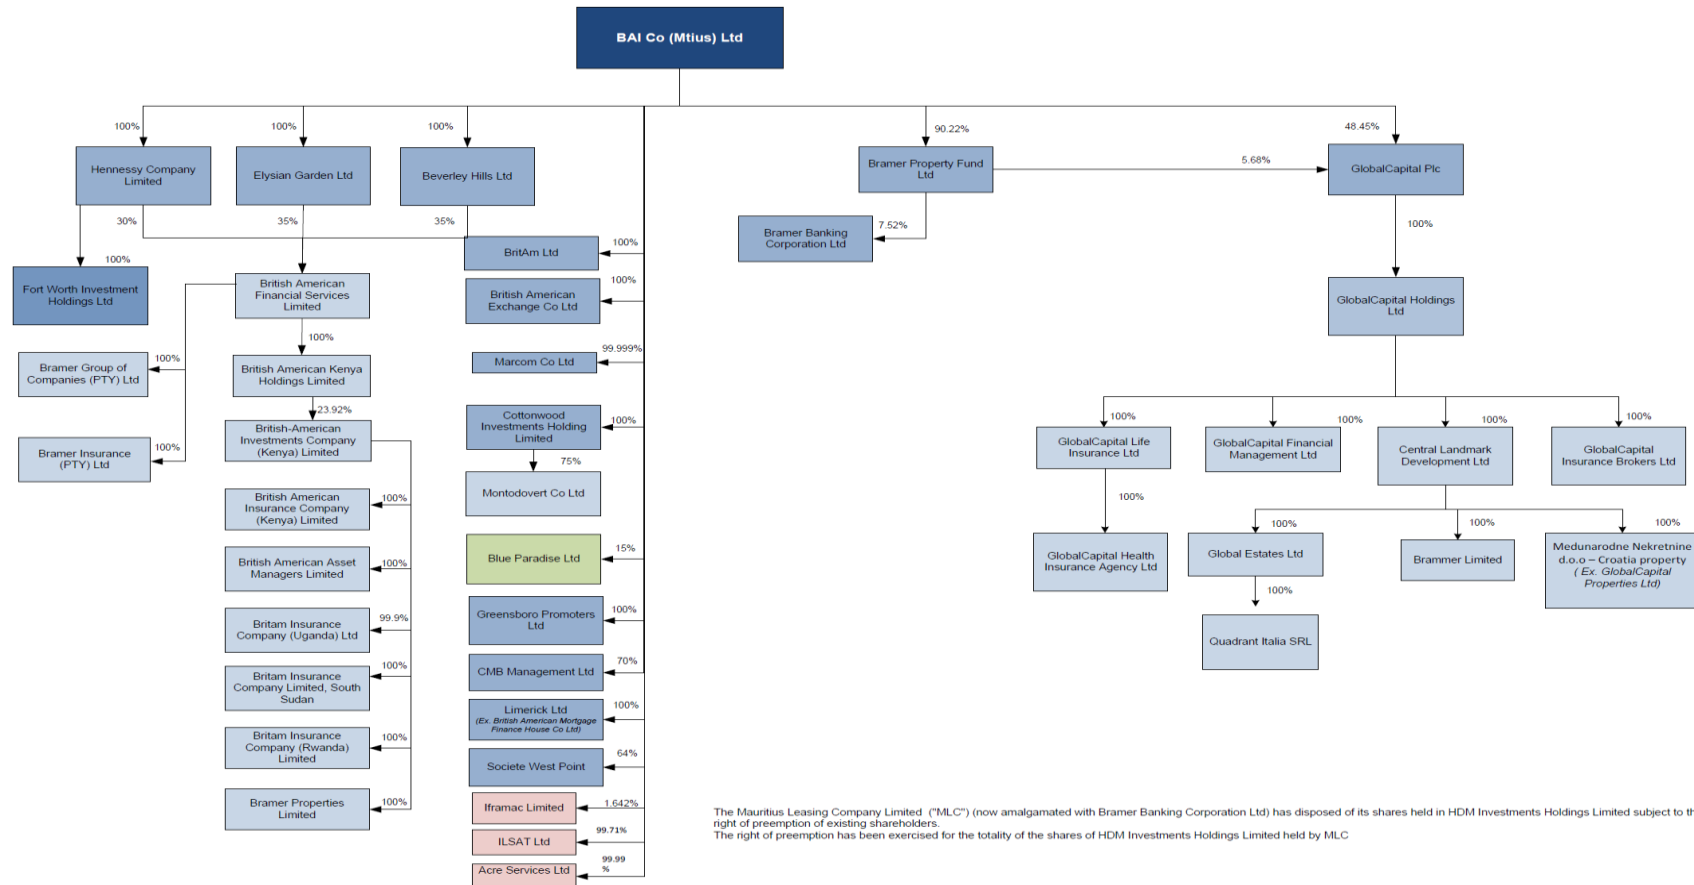 BAI Co (Mtius) Ltd
100%
100%
100%
90.22%
48.45%
Hennessy Company
Limited
Elysian Garden Ltd
Beverley Hills Ltd
Bramer Property Fund
Ltd
5.68%
GlobalCapital Plc
30%
35%
35%
100%
Fort Worth Investment
Holdings Ltd
British American
Financial Services
Limited
100%
Bramer Group of
Companies (PTY) Ltd
100%
British American Kenya
Holdings Limited
23.92%
Bramer Insurance
(PTY) Ltd
100%
British-American
Investments Company
(Kenya) Limited
British American
Insurance Company
(Kenya) Limited
100%
British American Asset
Managers Limited
100%
Britam Insurance
Company (Uganda) Ltd
99.9%
Britam Insurance
Company Limited, South
Sudan
100%
Britam Insurance
Company (Rwanda)
Limited
100%
Bramer Properties
Limited
100%
BritAm Ltd
100%
British American
Exchange Co Ltd
100%
Marcom Co Ltd
99.999%
Cottonwood
Investments Holding
Limited
100%
75%
Montodovert Co Ltd
Blue Paradise Ltd
15%
Greensboro Promoters
Ltd
100%
CMB Management Ltd
70%
Limerick Ltd
(Ex. British American Mortgage
Finance House Co Ltd)
100%
Societe West Point
64%
Iframac Limited
1.642%
ILSAT Ltd
99.71%
Acre Services Ltd
99.99
%
Bramer Banking
Corporation Ltd
7.52%
100%
GlobalCapital Holdings
Ltd
100%
100%
100%
100%
GlobalCapital Life
Insurance Ltd
GlobalCapital Financial
Management Ltd
Central Landmark
Development Ltd
GlobalCapital
Insurance Brokers Ltd
100%
100%
100%
100%
GlobalCapital Health
Insurance Agency Ltd
Global Estates Ltd
Brammer Limited
Medunarodne Nekretnine
d.o.o – Croatia property
( Ex. GlobalCapital
Properties Ltd)
100%
Quadrant Italia SRL
The Mauritius Leasing Company Limited ("MLC") (now amalgamated with Bramer Banking Corporation Ltd) has disposed of its shares held in HDM Investments Holdings Limited subject to th
right of preemption of existing shareholders.
The right of preemption has been exercised for the totality of the shares of HDM Investments Holdings Limited held by MLC